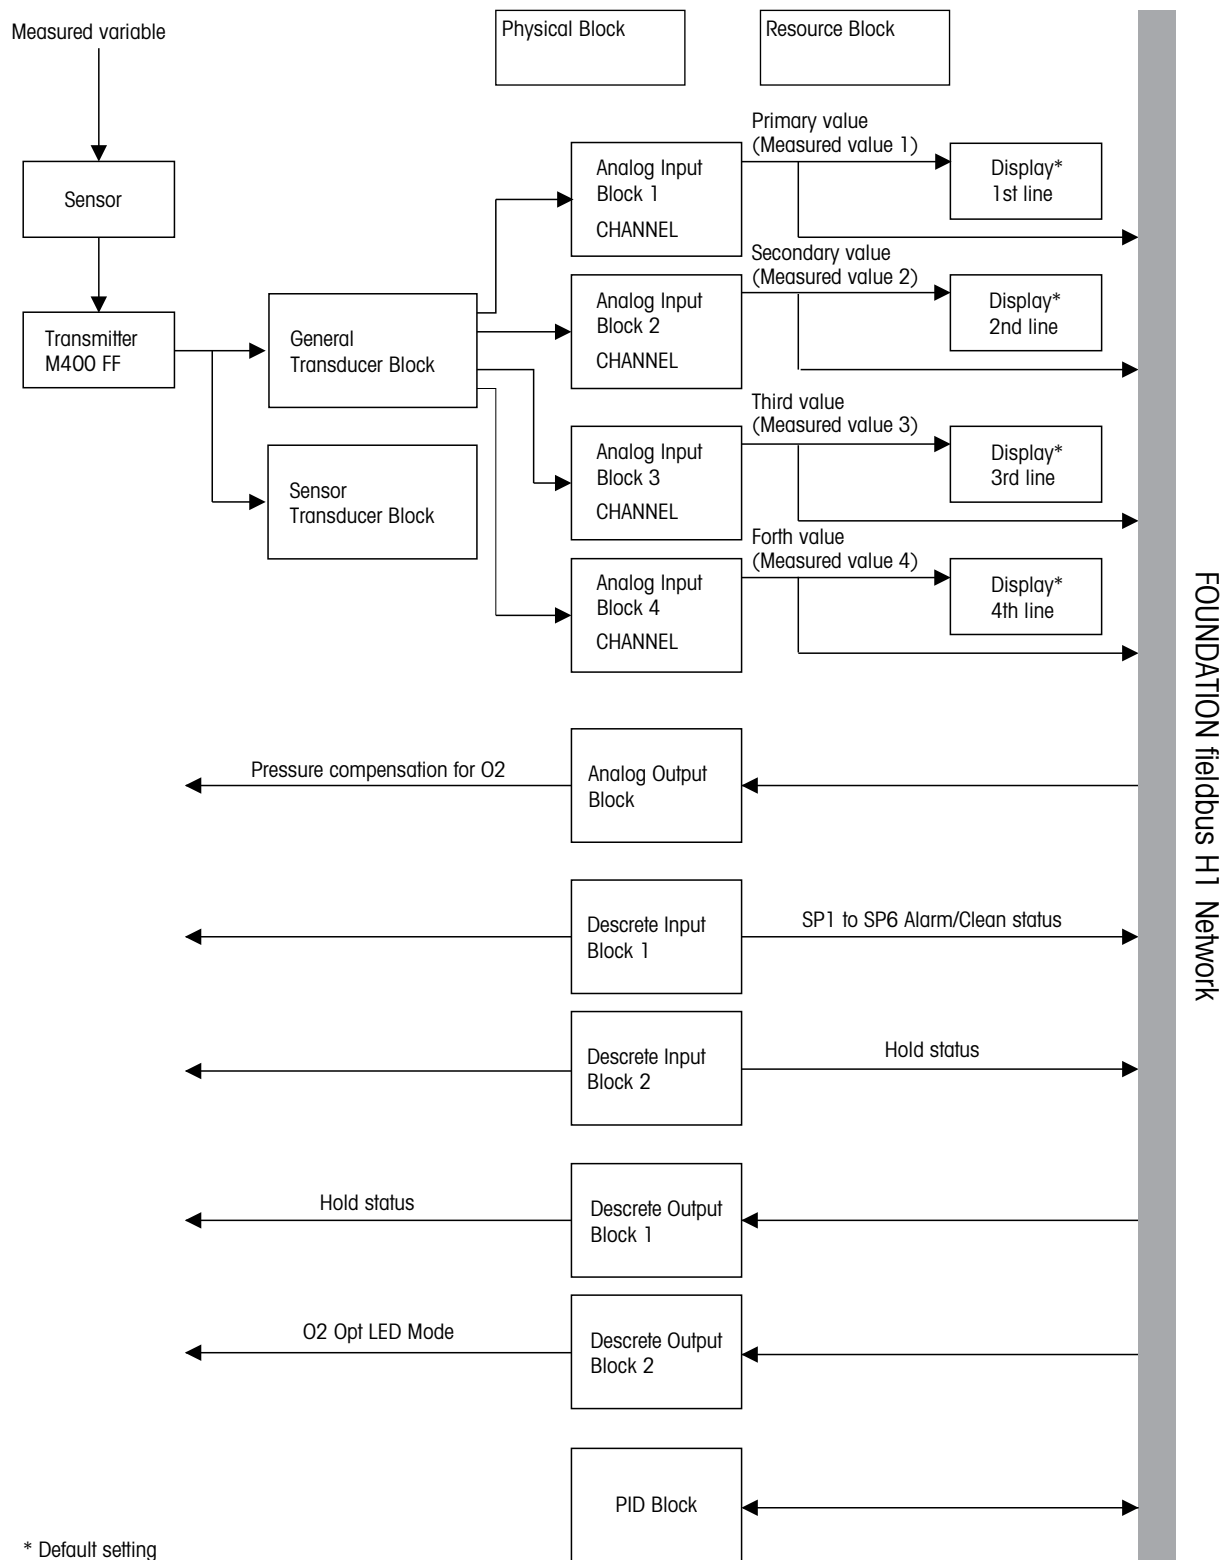 Measured variable
Physical Block
Resource Block
Sensor
Transmitter
M400 FF
General
Transducer Block
Sensor
Transducer Block
Analog Input
Block 1
CHANNEL
Primary value
(Measured value 1)
Display*
1st line
Analog Input
Block 2
CHANNEL
Secondary value
(Measured value 2)
Display*
2nd line
Analog Input
Block 3
CHANNEL
Third value
(Measured value 3)
Display*
3rd line
Analog Input
Block 4
CHANNEL
Forth value
(Measured value 4)
Display*
4th line
Pressure compensation for O2
Analog Output
Block
Descrete Input
Block 1
SP1 to SP6 Alarm/Clean status
Descrete Input
Block 2
Hold status
Hold status
Descrete Output
Block 1
O2 Opt LED Mode
Descrete Output
Block 2
PID Block
FOUNDATION fieldbus H1 Network
* Default setting